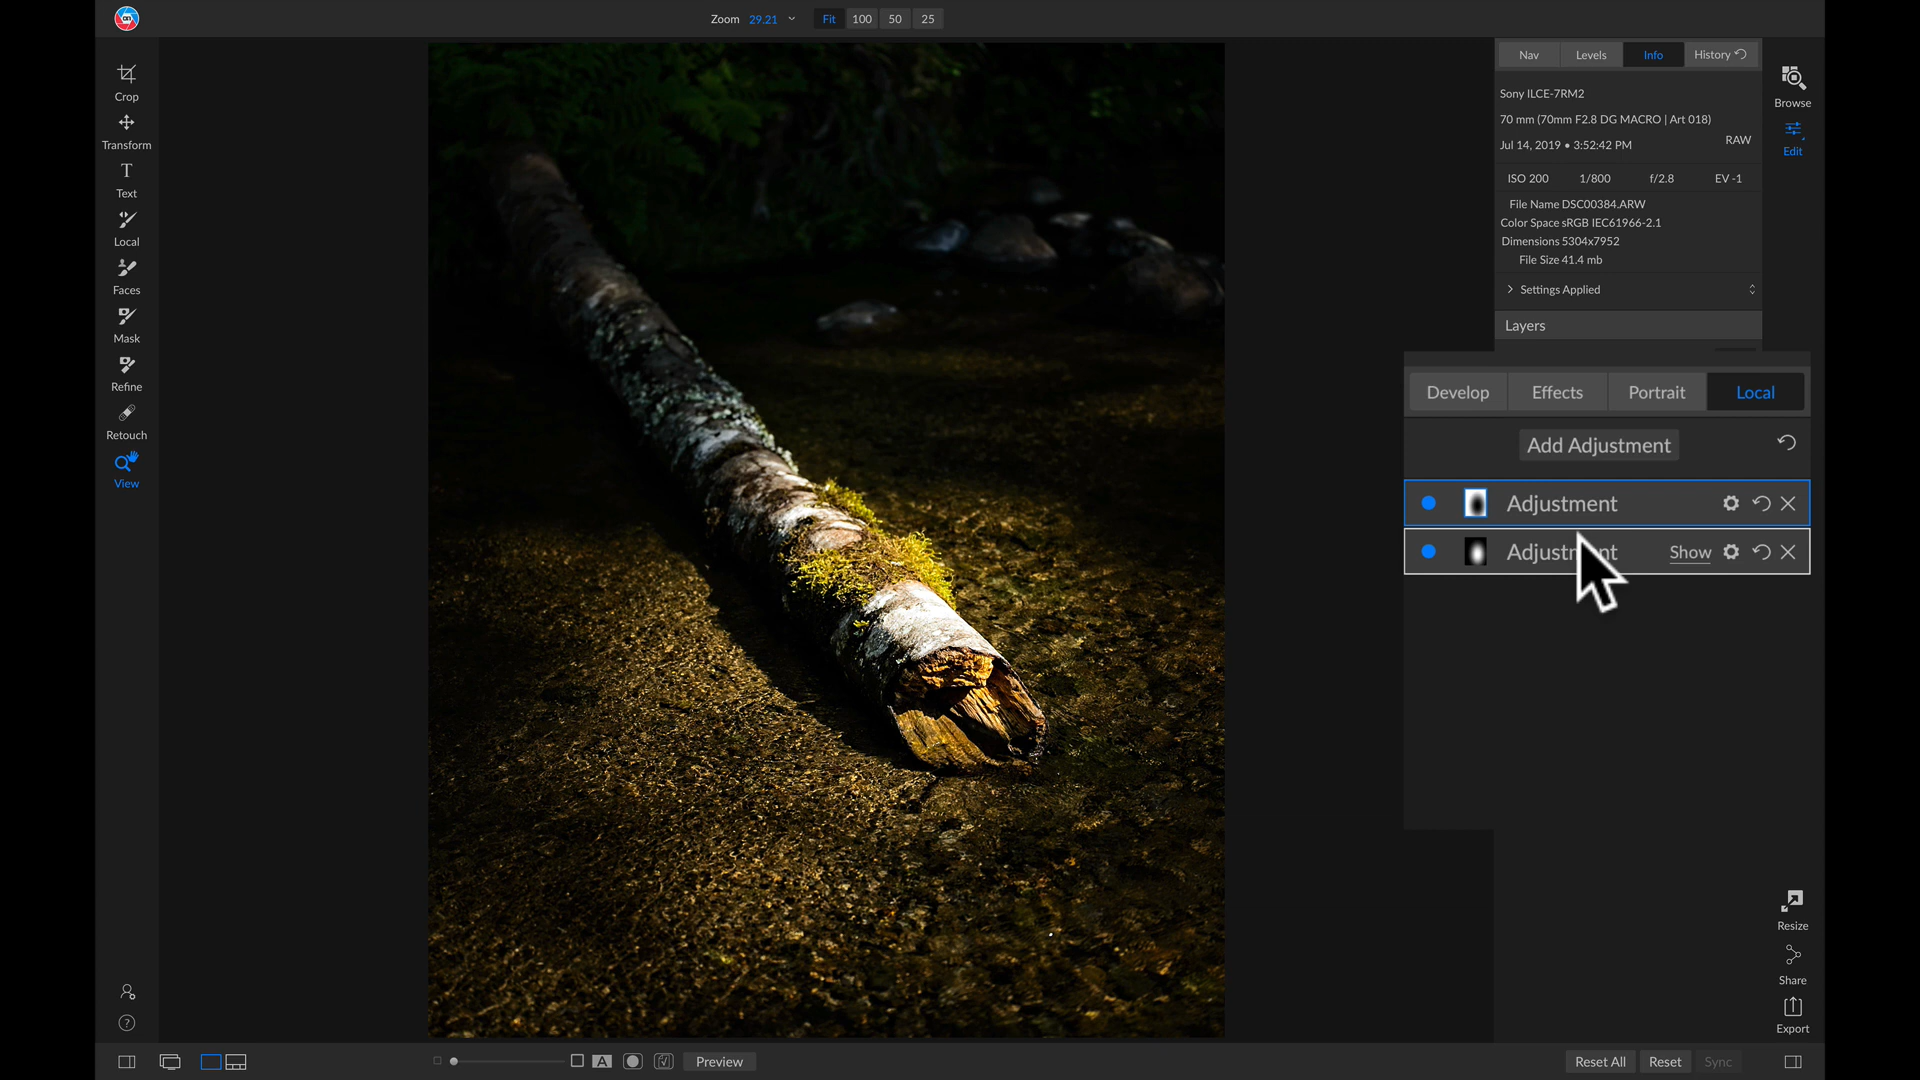 on
Zoom 29.21 Fit 100 50 25
Crop
Transform
Text
Local
Faces
Mask
Refine
Retouch
View
Nav Levels Info History
Sony ILCE-7RM2
70 mm (70mm F2.8 DG MACRO | Art 018)
Jul 14, 2019 • 3:52:42 PM RAW
ISO 200 1/800 f/2.8 EV -1
File Name DSC00384.ARW
Color Space sRGB IEC61966-2.1
Dimensions 5304x7952
File Size 41.4 mb
Settings Applied
Layers
Browse
Edit
Develop Effects Portrait Local
Add Adjustment
Adjustment
Adjustment Show
Resize
Share
Export
?
A Preview
Reset All Reset Sync